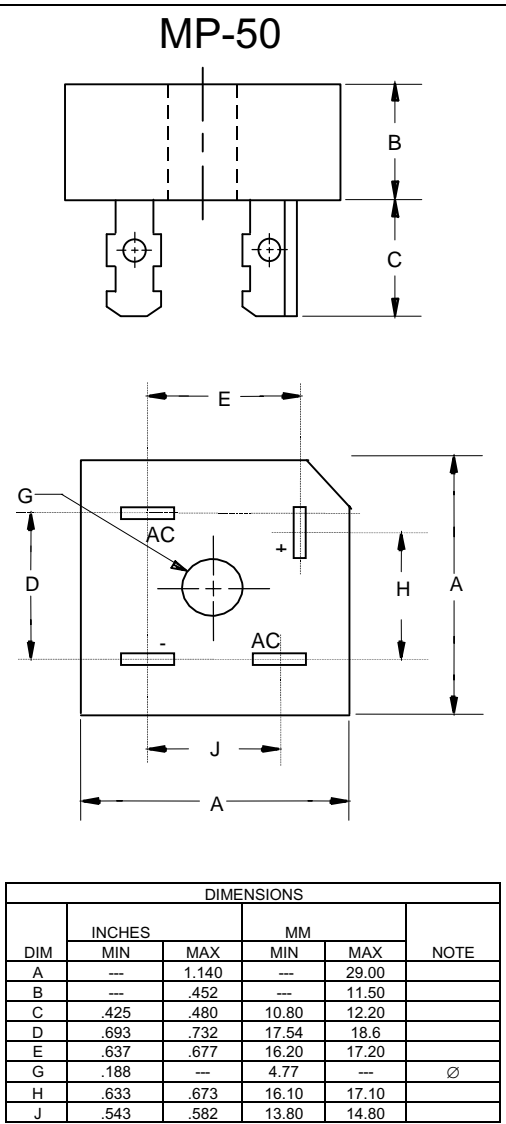 MP-50
B
C
E
G
AC
+
D
H
A
-
AC
J
A
DIMENSIONS
INCHES MM
DIM MIN MAX MIN MAX NOTE
A --- 1.140 --- 29.00
B --- .452 --- 11.50
C .425 .480 10.80 12.20
D .693 .732 17.54 18.6
E .637 .677 16.20 17.20
G .188 --- 4.77 --- ∅
H .633 .673 16.10 17.10
J .543 .582 13.80 14.80